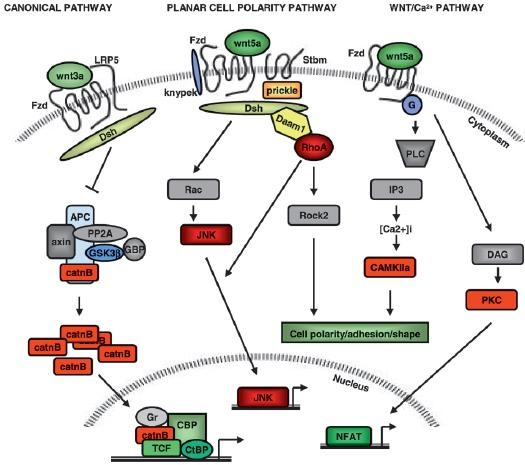 CANONICAL PATHWAY
PLANAR CELL POLARITY PATHWAY
WNT/Ca²⁺ PATHWAY
wnt3a
LRP5
Fzd
Dsh
APC
axin
PP2A
GSK3β
GBP
catnB
catnB
catnB
catnB
catnB
Gr
catnB
CBP
TCF
CtBP
Fzd
wnt5a
Stbm
knypek
prickle
Dsh
Daam1
RhoA
Rac
JNK
Rock2
Cell polarity/adhesion/shape
JNK
Fzd
wnt5a
G
Cytoplasm
PLC
IP3
[Ca2+]i
CAMKIIa
DAG
PKC
Nucleus
NFAT